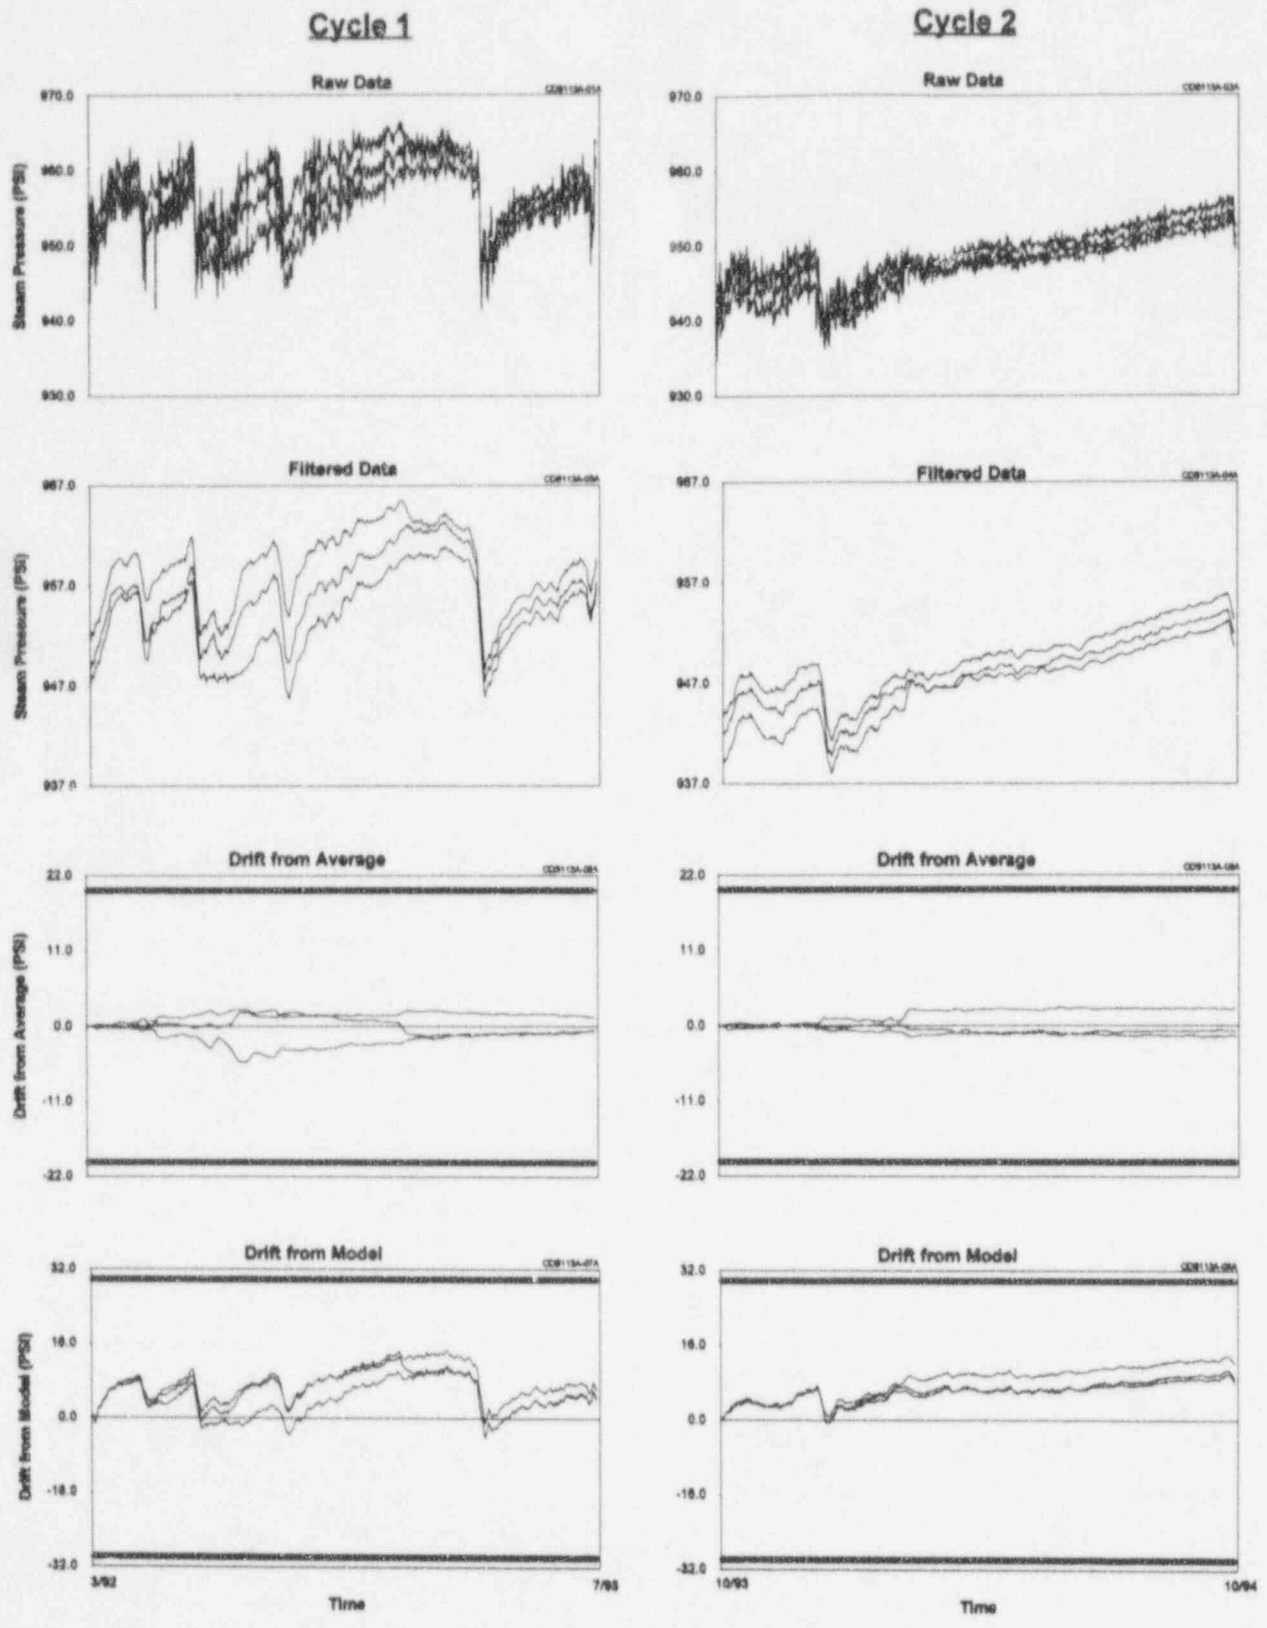 Cycle 1
Raw Data
970.0
960.0
950.0
940.0
930.0
Steam Pressure (PSI)
Filtered Data
967.0
957.0
947.0
937.0
Steam Pressure (PSI)
Drift from Average
22.0
11.0
0.0
-11.0
-22.0
Drift from Average (PSI)
Drift from Model
32.0
16.0
0.0
-16.0
-32.0
Drift from Model (PSI)
3/92
7/93
Time
Cycle 2
Raw Data
970.0
960.0
950.0
940.0
930.0
Filtered Data
967.0
957.0
947.0
937.0
Drift from Average
22.0
11.0
0.0
-11.0
-22.0
Drift from Model
32.0
16.0
0.0
-16.0
-32.0
10/93
10/94
Time